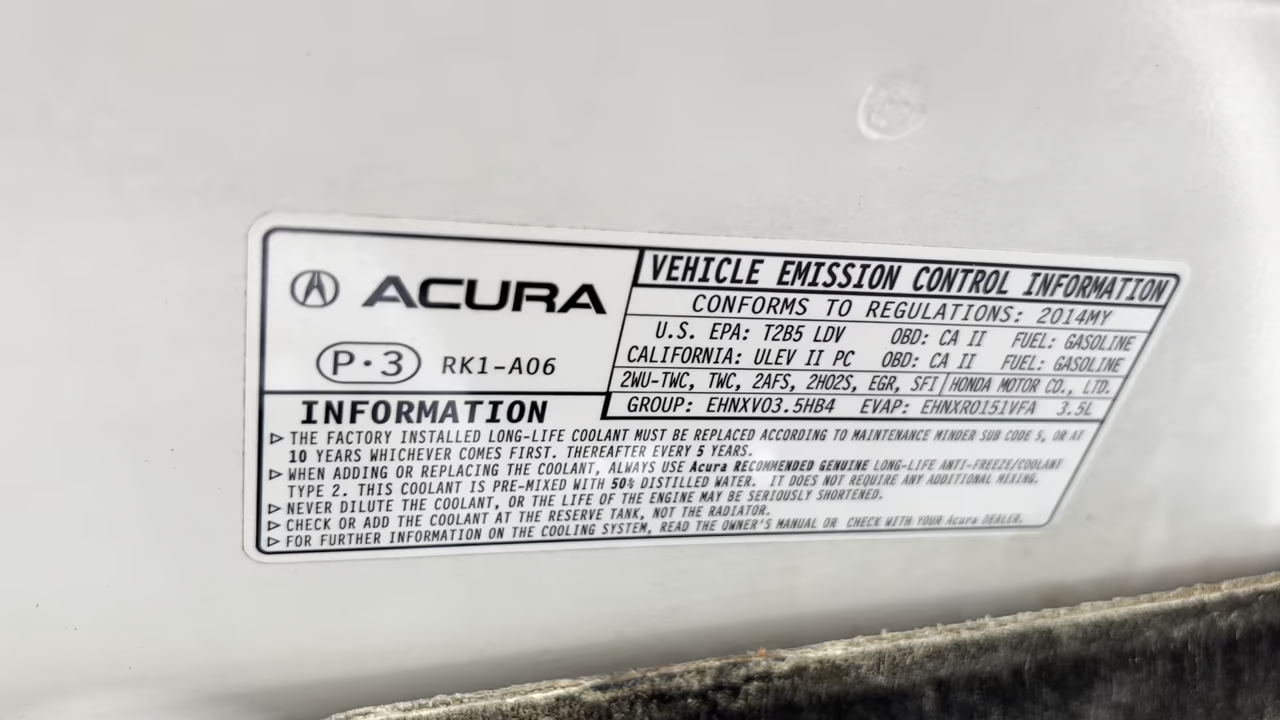 ACURA
P·3 RK1-A06
VEHICLE EMISSION CONTROL INFORMATION
CONFORMS TO REGULATIONS: 2014MY
U.S. EPA: T2B5 LDV OBD: CA II FUEL: GASOLINE
CALIFORNIA: ULEV II PC OBD: CA II FUEL: GASOLINE
2WU-TWC, TWC, 2AFS, 2HO2S, EGR, SFI HONDA MOTOR CO., LTD.
GROUP: EHNXV03.5HB4 EVAP: EHNXR0151VFA 3.5L
INFORMATION
▷ THE FACTORY INSTALLED LONG-LIFE COOLANT MUST BE REPLACED ACCORDING TO MAINTENANCE MINDER SUB CODE 5, OR AT
10 YEARS WHICHEVER COMES FIRST. THEREAFTER EVERY 5 YEARS.
▷ WHEN ADDING OR REPLACING THE COOLANT, ALWAYS USE Acura RECOMMENDED GENUINE LONG-LIFE ANTI-FREEZE/COOLANT
TYPE 2. THIS COOLANT IS PRE-MIXED WITH 50% DISTILLED WATER. IT DOES NOT REQUIRE ANY ADDITIONAL MIXING.
▷ NEVER DILUTE THE COOLANT, OR THE LIFE OF THE ENGINE MAY BE SERIOUSLY SHORTENED.
▷ CHECK OR ADD THE COOLANT AT THE RESERVE TANK, NOT THE RADIATOR.
▷ FOR FURTHER INFORMATION ON THE COOLING SYSTEM, READ THE OWNER'S MANUAL OR CHECK WITH YOUR Acura DEALER.